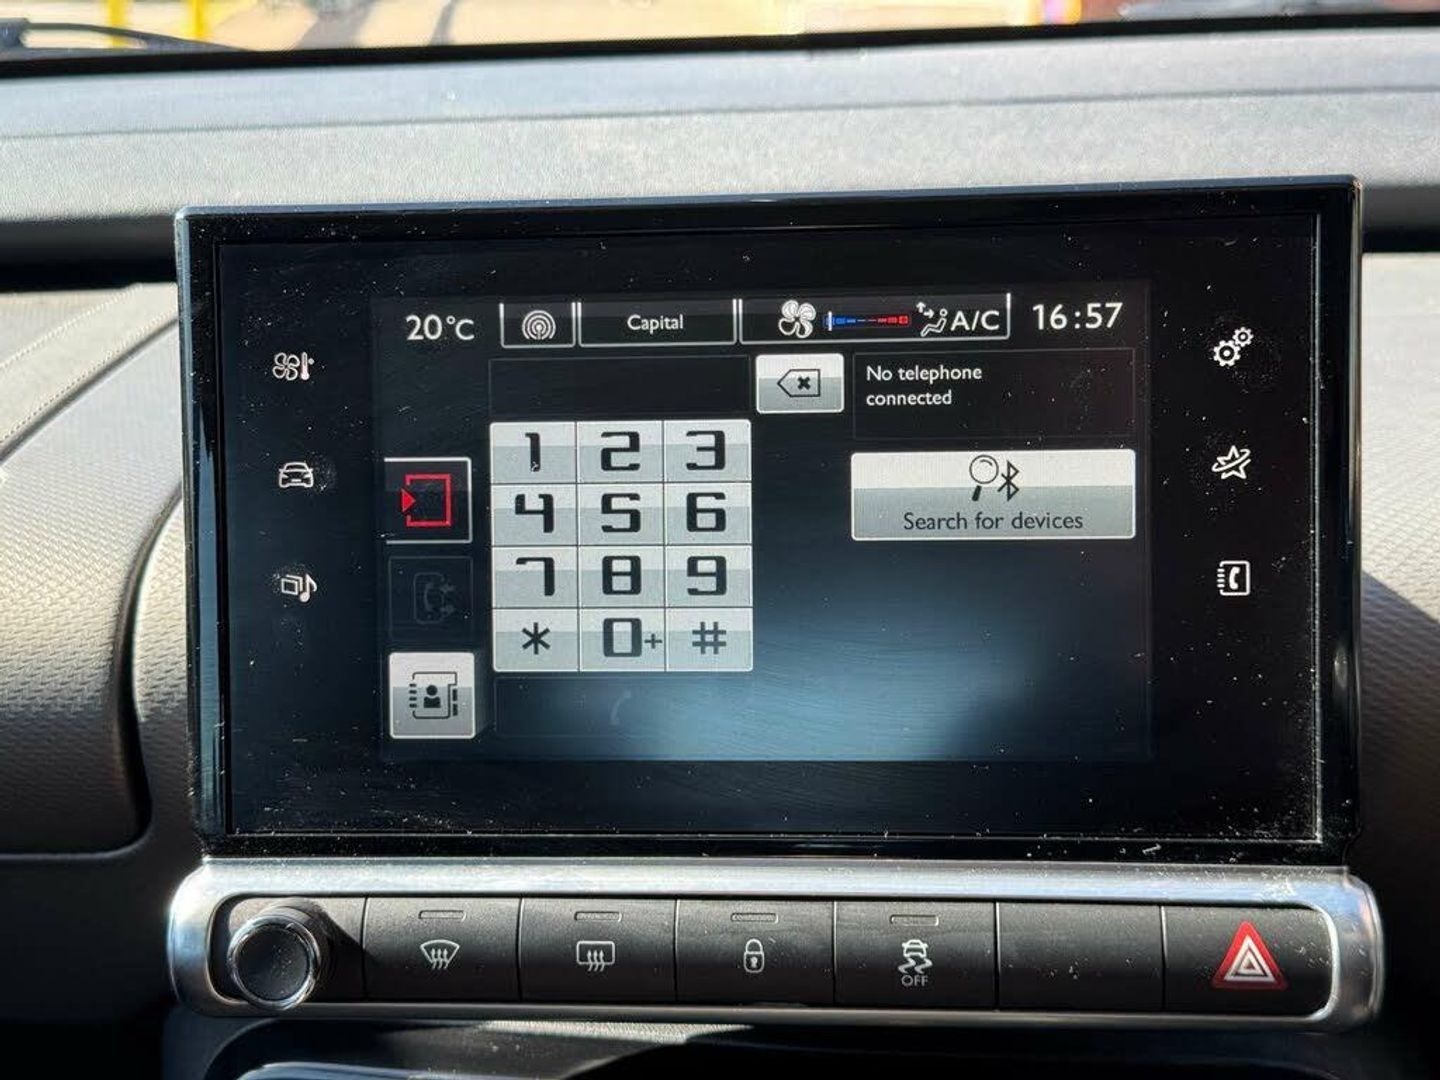 20°C Capital A/C 16:57
No telephone
connected
1 2 3
4 5 6
7 8 9
* 0+ #
Search for devices
OFF